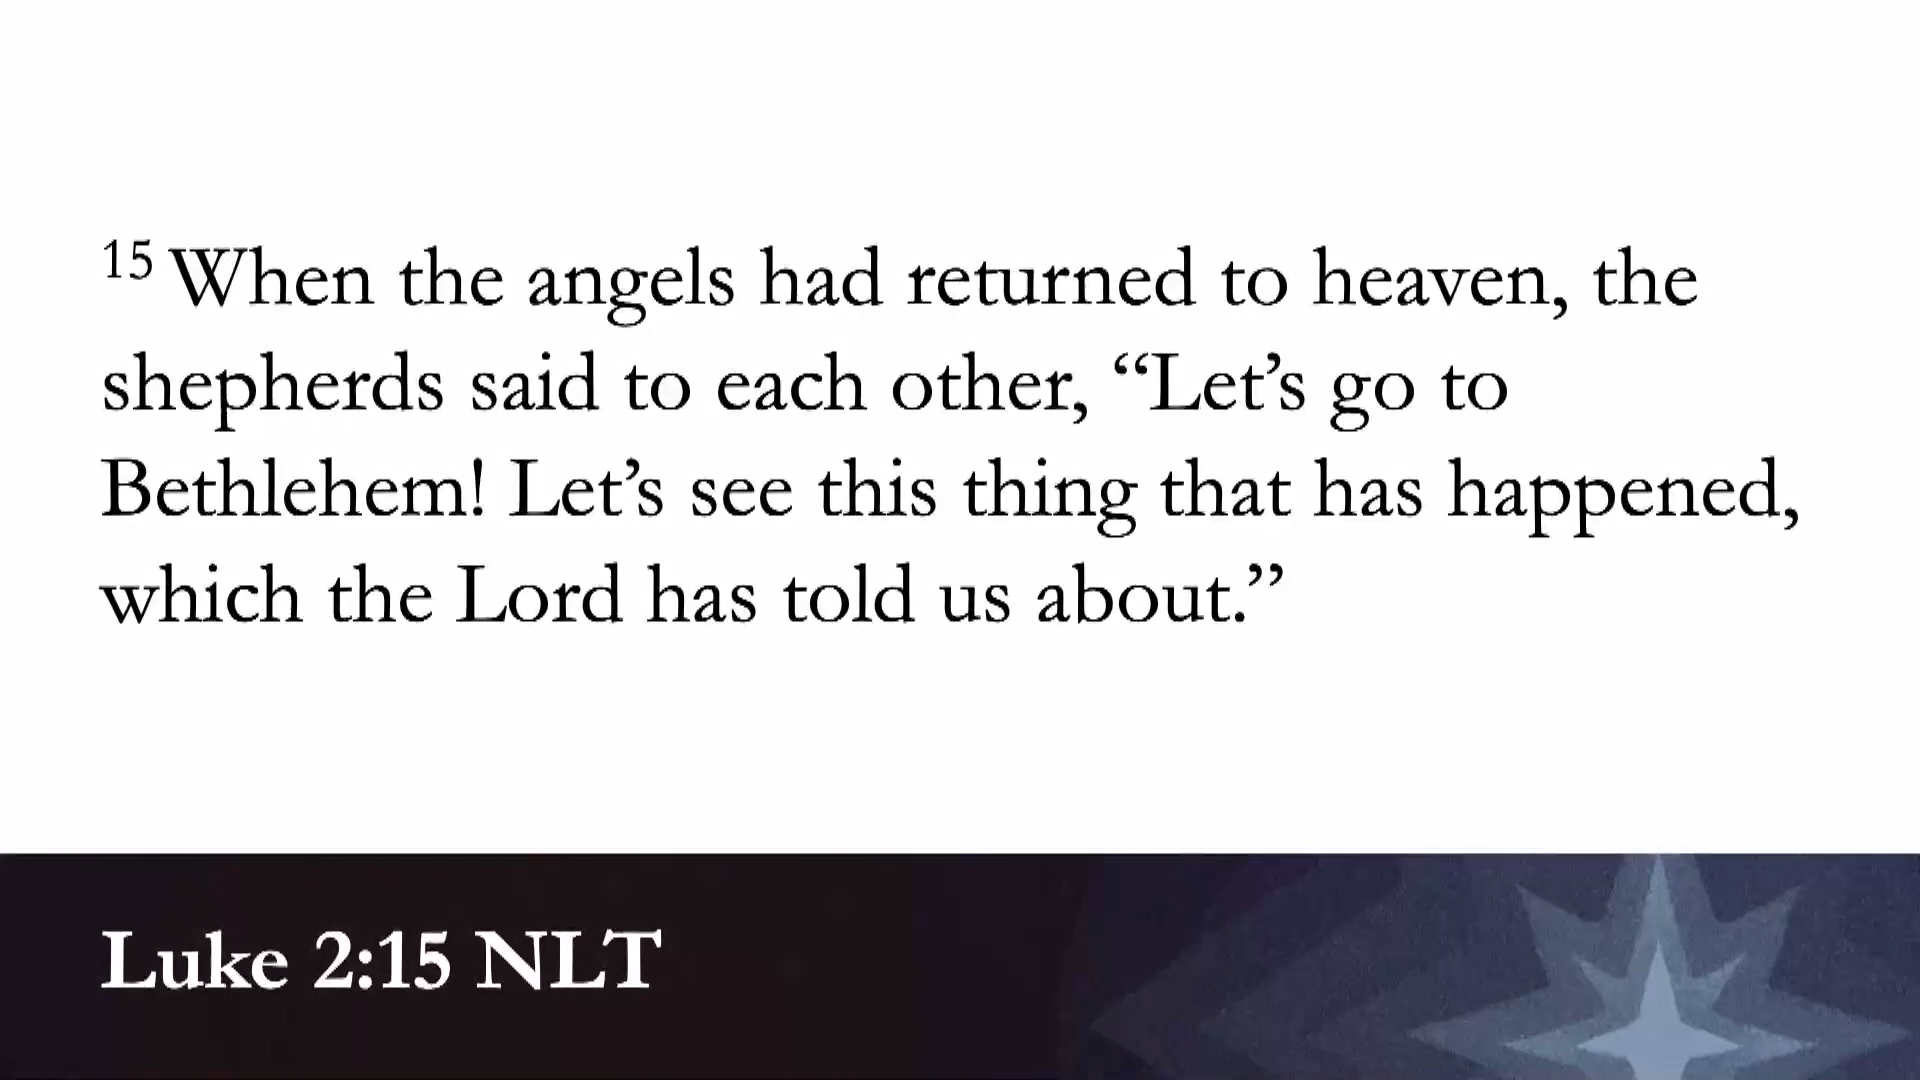 15 When the angels had returned to heaven, the
shepherds said to each other, “Let’s go to
Bethlehem! Let’s see this thing that has happened,
which the Lord has told us about.”
Luke 2:15 NLT